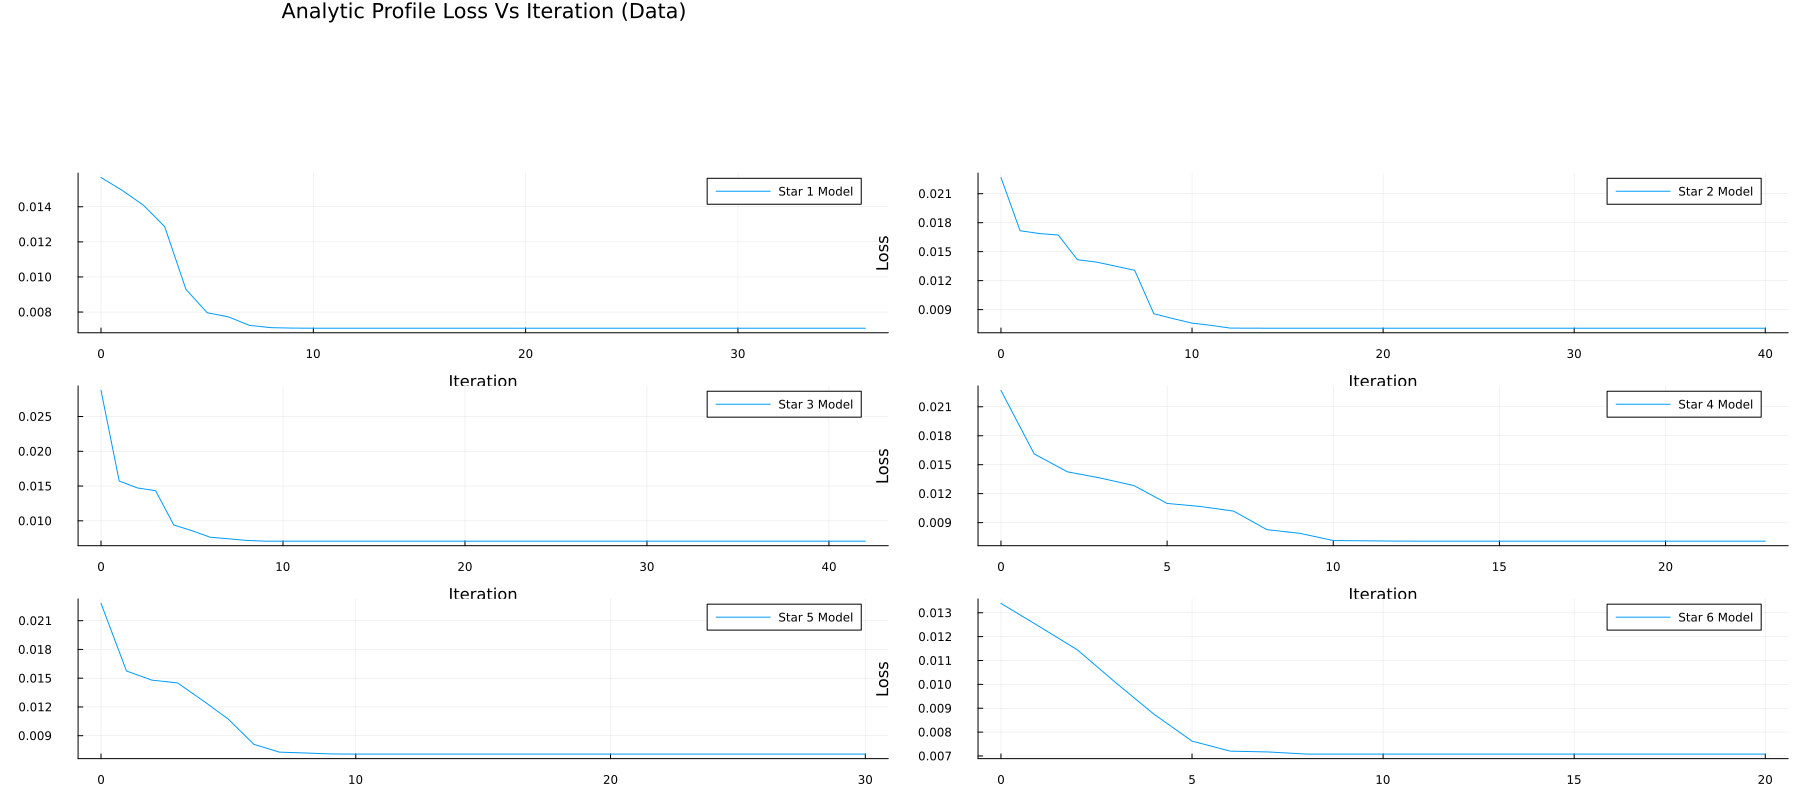 Analytic Profile Loss Vs Iteration (Data)
Star 1 Model
0.014
0.012
0.010
0.008
0 10 20 30
Iteration
Loss
Star 2 Model
0.021
0.018
0.015
0.012
0.009
0 10 20 30 40
Iteration
Star 3 Model
0.025
0.020
0.015
0.010
0 10 20 30 40
Iteration
Loss
Star 4 Model
0.021
0.018
0.015
0.012
0.009
0 5 10 15 20
Iteration
Star 5 Model
0.021
0.018
0.015
0.012
0.009
0 10 20 30
Loss
Star 6 Model
0.013
0.012
0.011
0.010
0.009
0.008
0.007
0 5 10 15 20